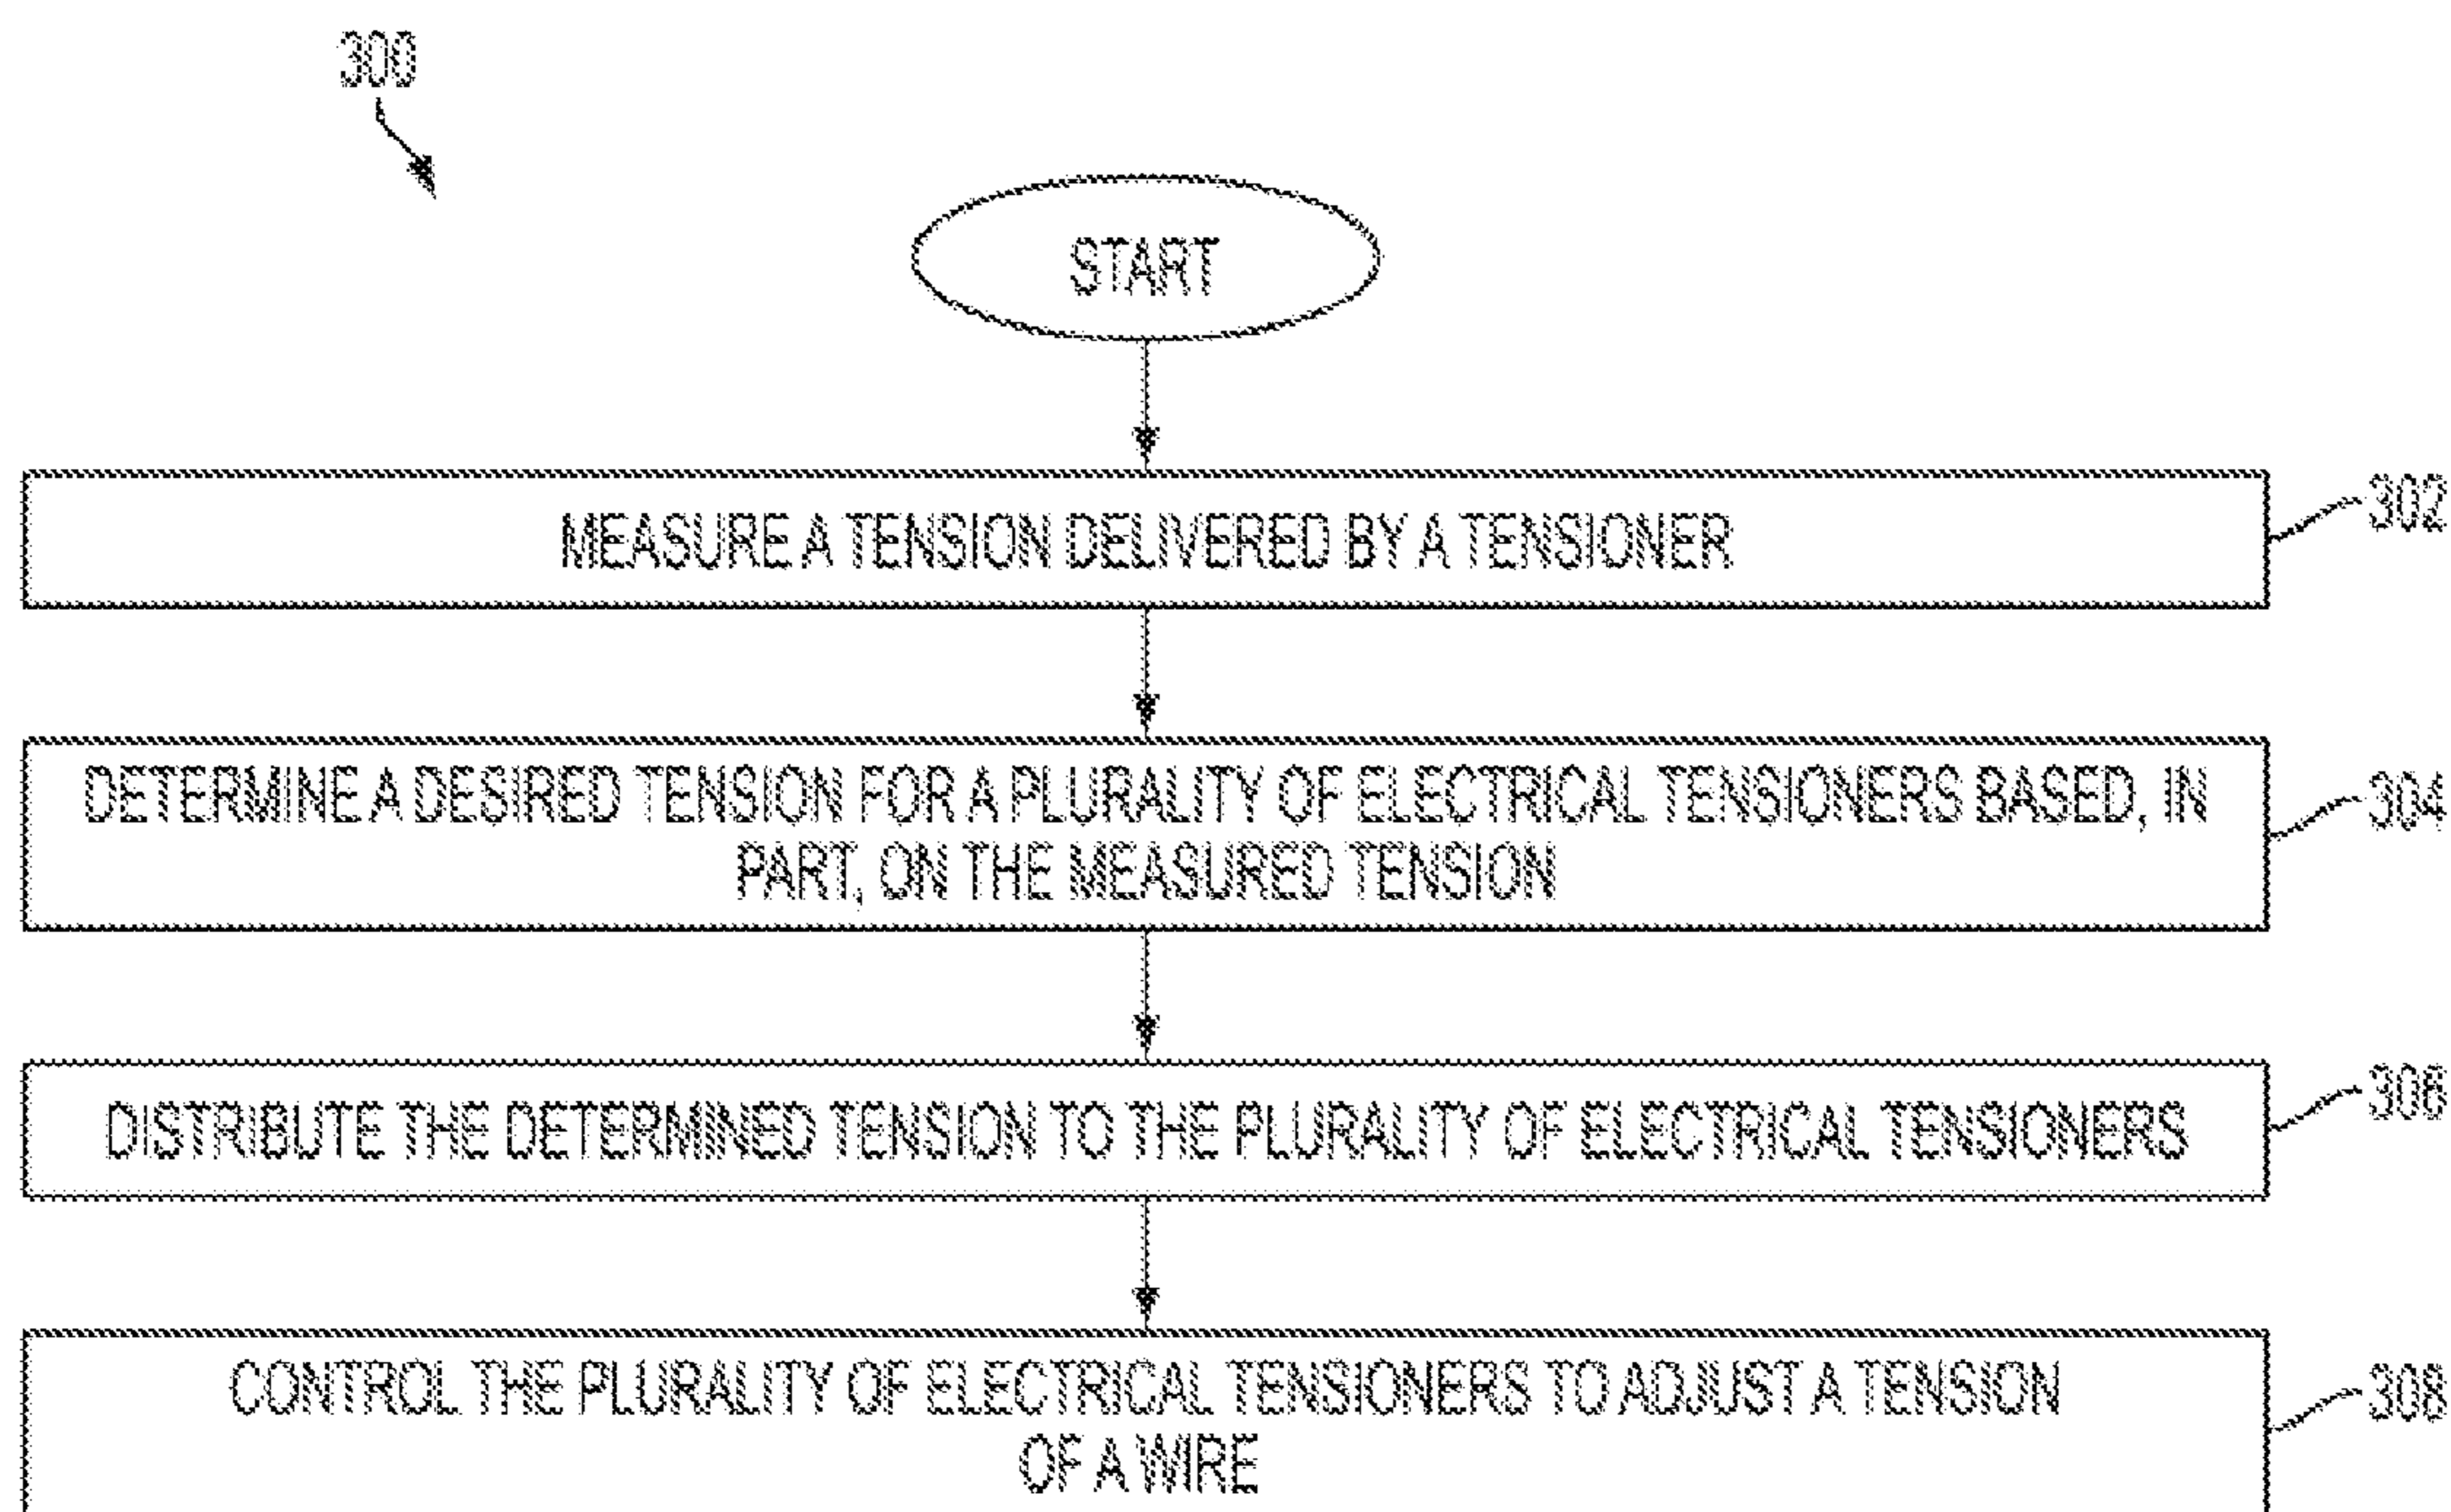 300
START
MEASURE A TENSION DELIVERED BY A TENSIONER
302
DETERMINE A DESIRED TENSION FOR A PLURALITY OF ELECTRICAL TENSIONERS BASED, IN
PART, ON THE MEASURED TENSION
304
DISTRIBUTE THE DETERMINED TENSION TO THE PLURALITY OF ELECTRICAL TENSIONERS
306
CONTROL THE PLURALITY OF ELECTRICAL TENSIONERS TO ADJUST A TENSION
OF A WIRE
308